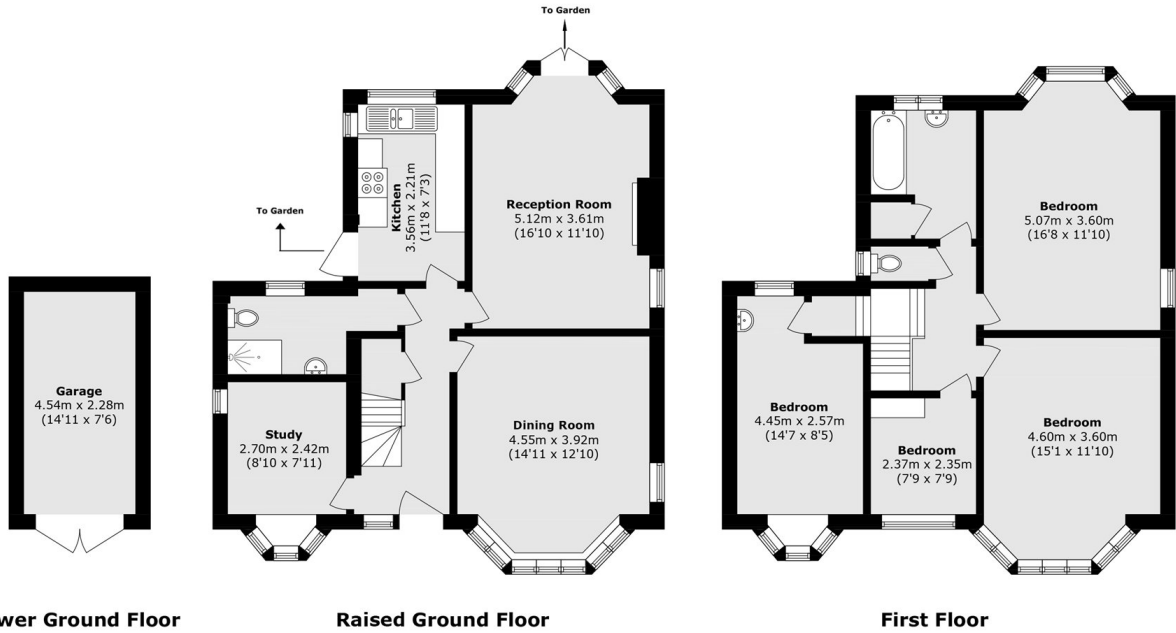 To Garden
To Garden
Kitchen
3.56m x 2.21m
(11'8 x 7'3)
Reception Room
5.12m x 3.61m
(16'10 x 11'10)
Garage
4.54m x 2.28m
(14'11 x 7'6)
Study
2.70m x 2.42m
(8'10 x 7'11)
Dining Room
4.55m x 3.92m
(14'11 x 12'10)
Bedroom
5.07m x 3.60m
(16'8 x 11'10)
Bedroom
4.45m x 2.57m
(14'7 x 8'5)
Bedroom
2.37m x 2.35m
(7'9 x 7'9)
Bedroom
4.60m x 3.60m
(15'1 x 11'10)
wer Ground Floor
Raised Ground Floor
First Floor